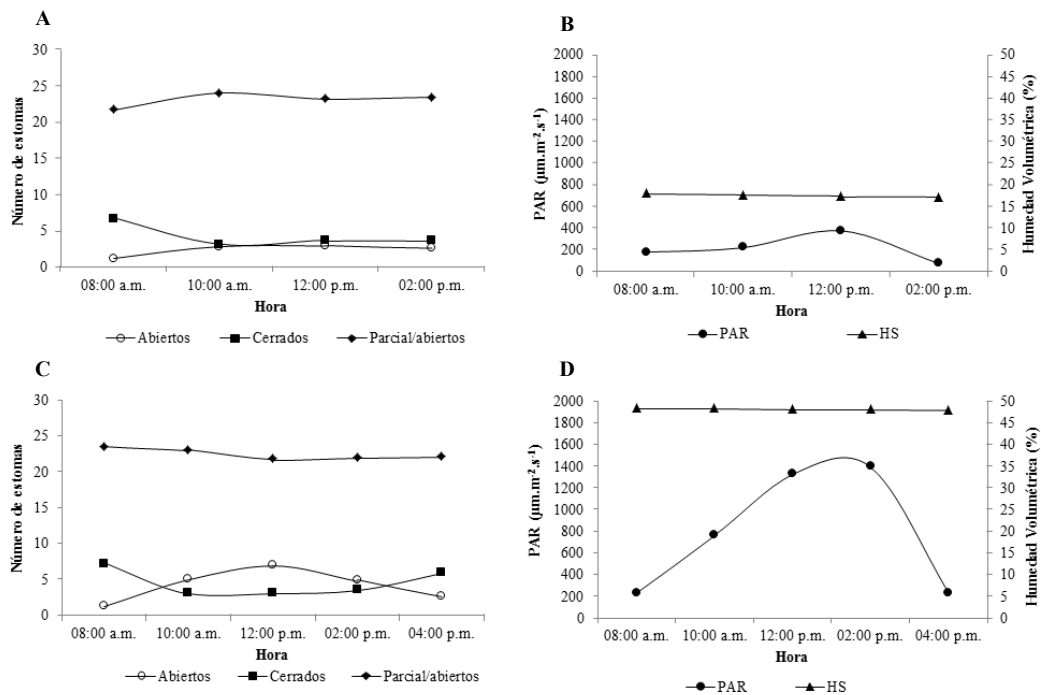 A
Número de estomas
30
25
20
15
10
5
0
08:00 a.m. 10:00 a.m. 12:00 p.m. 02:00 p.m.
Hora
Abiertos Cerrados Parcial/abiertos
B
PAR (µm.m⁻².s⁻¹)
2000
1800
1600
1400
1200
1000
800
600
400
200
0
50
45
40
35
30
25
20
15
10
5
0
Humedad Volumétrica (%)
08:00 a.m. 10:00 a.m. 12:00 p.m. 02:00 p.m.
Hora
PAR HS
C
Número de estomas
30
25
20
15
10
5
0
08:00 a.m. 10:00 a.m. 12:00 p.m. 02:00 p.m. 04:00 p.m.
Hora
Abiertos Cerrados Parcial/abiertos
D
PAR (µm.m⁻².s⁻¹)
2000
1800
1600
1400
1200
1000
800
600
400
200
0
50
45
40
35
30
25
20
15
10
5
0
Humedad Volumétrica (%)
08:00 a.m. 10:00 a.m. 12:00 p.m. 02:00 p.m. 04:00 p.m.
Hora
PAR HS